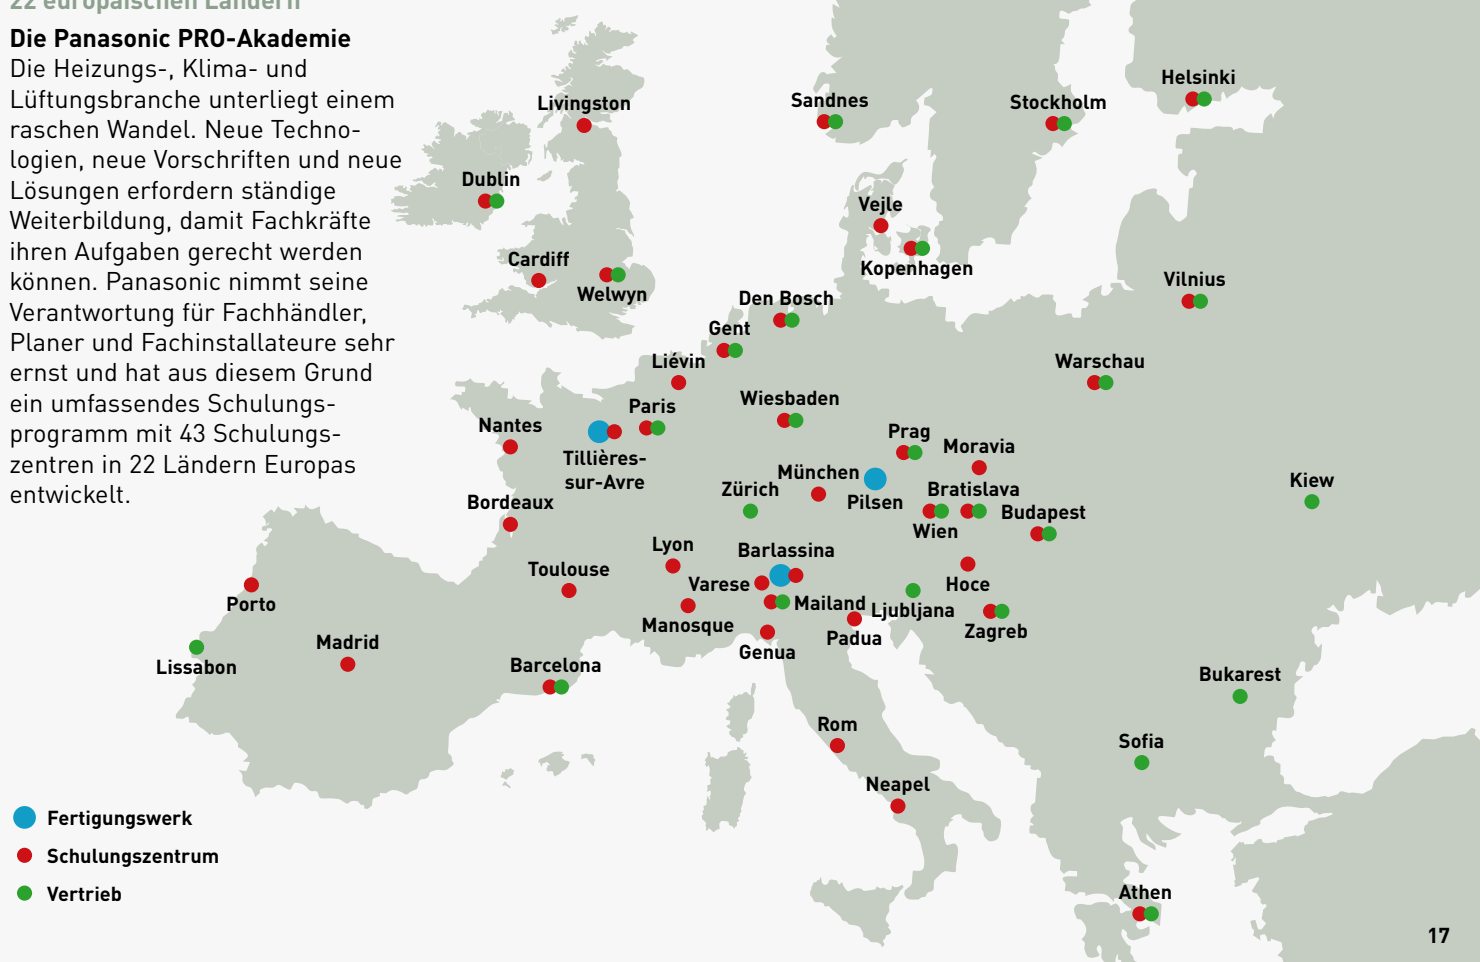 22 europäischen Ländern
Die Panasonic PRO-Akademie
Die Heizungs-, Klima- und
Lüftungsbranche unterliegt einem
raschen Wandel. Neue Techno-
logien, neue Vorschriften und neue
Lösungen erfordern ständige
Weiterbildung, damit Fachkräfte
ihren Aufgaben gerecht werden
können. Panasonic nimmt seine
Verantwortung für Fachhändler,
Planer und Fachinstallateure sehr
ernst und hat aus diesem Grund
ein umfassendes Schulungs-
programm mit 43 Schulungs-
zentren in 22 Ländern Europas
entwickelt.
Helsinki
Livingston
Sandnes
Stockholm
Dublin
Vejle
Cardiff
Kopenhagen
Welwyn
Vilnius
Den Bosch
Gent
Liévin
Warschau
Paris
Wiesbaden
Nantes
Prag
Moravia
Tillières-
sur-Avre
München
Pilsen
Kiew
Zürich
Bratislava
Bordeaux
Budapest
Wien
Lyon
Barlassina
Toulouse
Varese
Hoce
Porto
Mailand
Ljubljana
Manosque
Padua
Zagreb
Madrid
Genua
Lissabon
Barcelona
Bukarest
Rom
Sofia
Neapel
Fertigungswerk
Schulungszentrum
Vertrieb
Athen
17